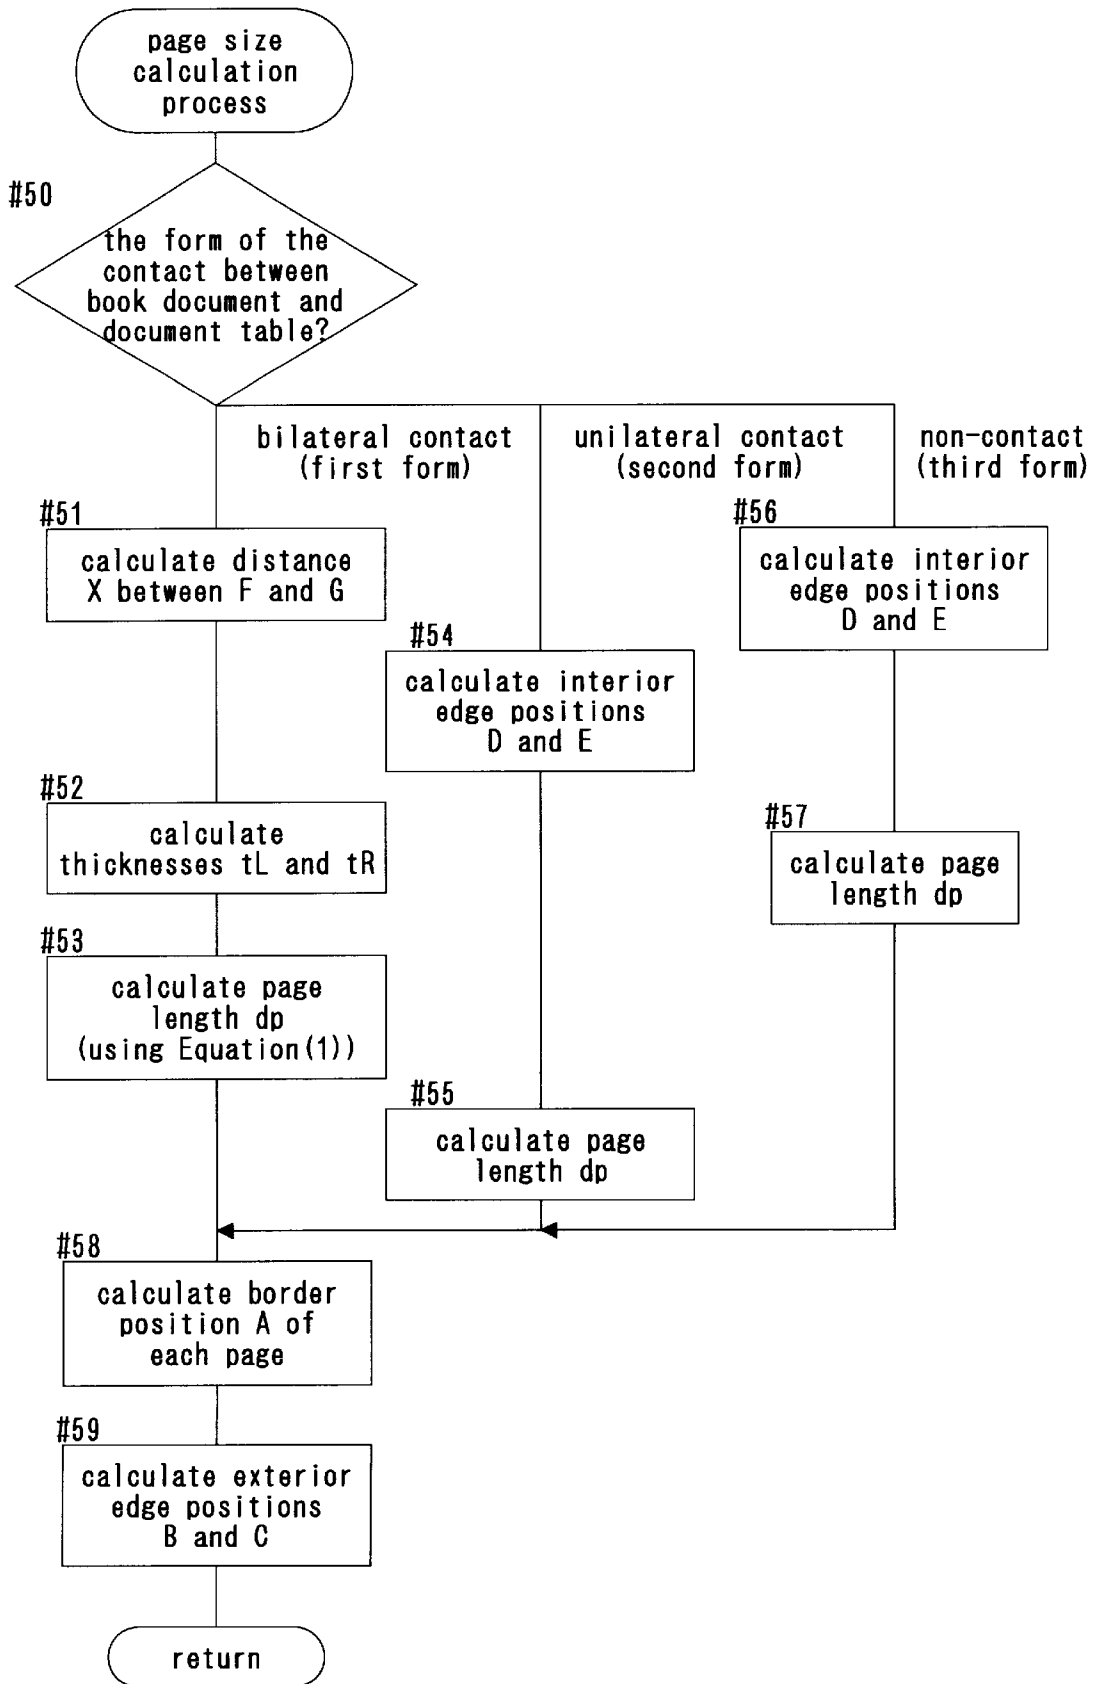 page size
calculation
process
#50
the form of the
contact between
book document and
document table?
bilateral contact
(first form)
unilateral contact
(second form)
non-contact
(third form)
#51
calculate distance
X between F and G
#56
calculate interior
edge positions
D and E
#54
calculate interior
edge positions
D and E
#52
calculate
thicknesses tL and tR
#57
calculate page
length dp
#53
calculate page
length dp
(using Equation(1))
#55
calculate page
length dp
#58
calculate border
position A of
each page
#59
calculate exterior
edge positions
B and C
return